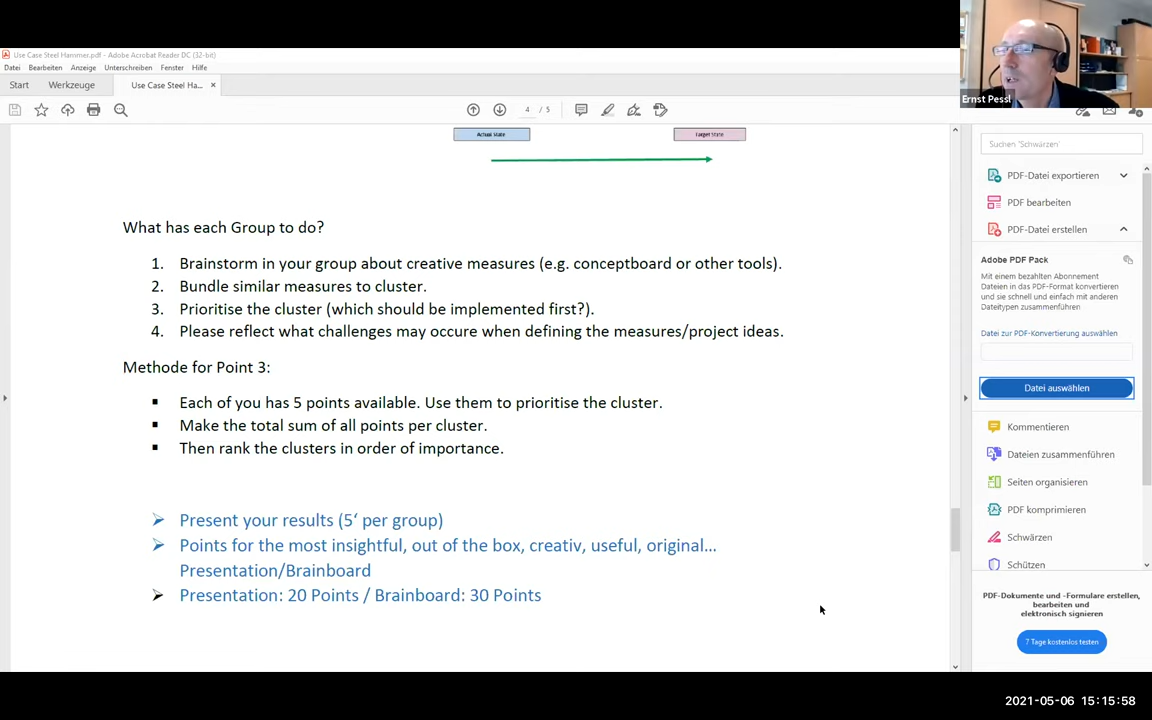 Use Case Steel Hammer.pdf - Adobe Acrobat Reader DC (32-bit)
Datei Bearbeiten Anzeige Unterschreiben Fenster Hilfe
Start Werkzeuge Use Case Steel Ha... ×
4 / 5
Ernst Pessl
Actual State Target State
What has each Group to do?
1. Brainstorm in your group about creative measures (e.g. conceptboard or other tools).
2. Bundle similar measures to cluster.
3. Prioritise the cluster (which should be implemented first?).
4. Please reflect what challenges may occure when defining the measures/project ideas.
Methode for Point 3:
▪ Each of you has 5 points available. Use them to prioritise the cluster.
▪ Make the total sum of all points per cluster.
▪ Then rank the clusters in order of importance.
➢ Present your results (5‘ per group)
➢ Points for the most insightful, out of the box, creativ, useful, original…
Presentation/Brainboard
➢ Presentation: 20 Points / Brainboard: 30 Points
Suchen 'Schwärzen'
PDF-Datei exportieren
PDF bearbeiten
PDF-Datei erstellen
Adobe PDF Pack
Mit einem bezahlten Abonnement
Dateien in das PDF-Format konvertieren
und sie schnell und einfach mit anderen
Dateitypen zusammenführen
Datei zur PDF-Konvertierung auswählen
Datei auswählen
Kommentieren
Dateien zusammenführen
Seiten organisieren
PDF komprimieren
Schwärzen
Schützen
PDF-Dokumente und -Formulare erstellen,
bearbeiten und
elektronisch signieren
7 Tage kostenlos testen
2021-05-06 15:15:58